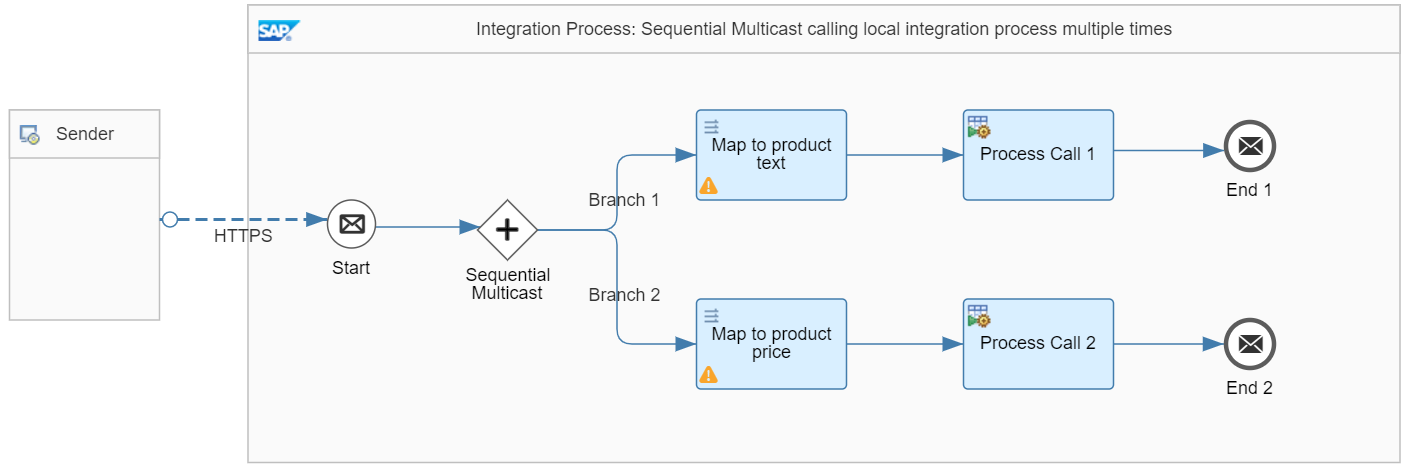 SAP®
Integration Process: Sequential Multicast calling local integration process multiple times
Sender
HTTPS
Start
Sequential
Multicast
Branch 1
Map to product
text
Process Call 1
End 1
Branch 2
Map to product
price
Process Call 2
End 2